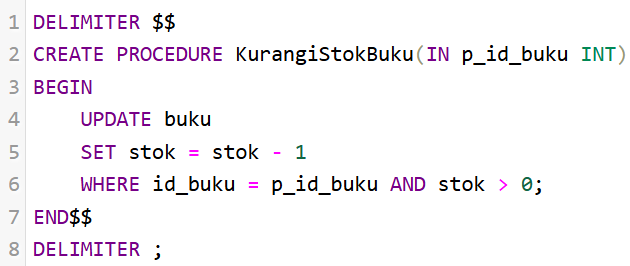 1 DELIMITER $$
2 CREATE PROCEDURE KurangiStokBuku(IN p_id_buku INT)
3 BEGIN
4     UPDATE buku
5     SET stok = stok - 1
6     WHERE id_buku = p_id_buku AND stok > 0;
7 END$$
8 DELIMITER ;